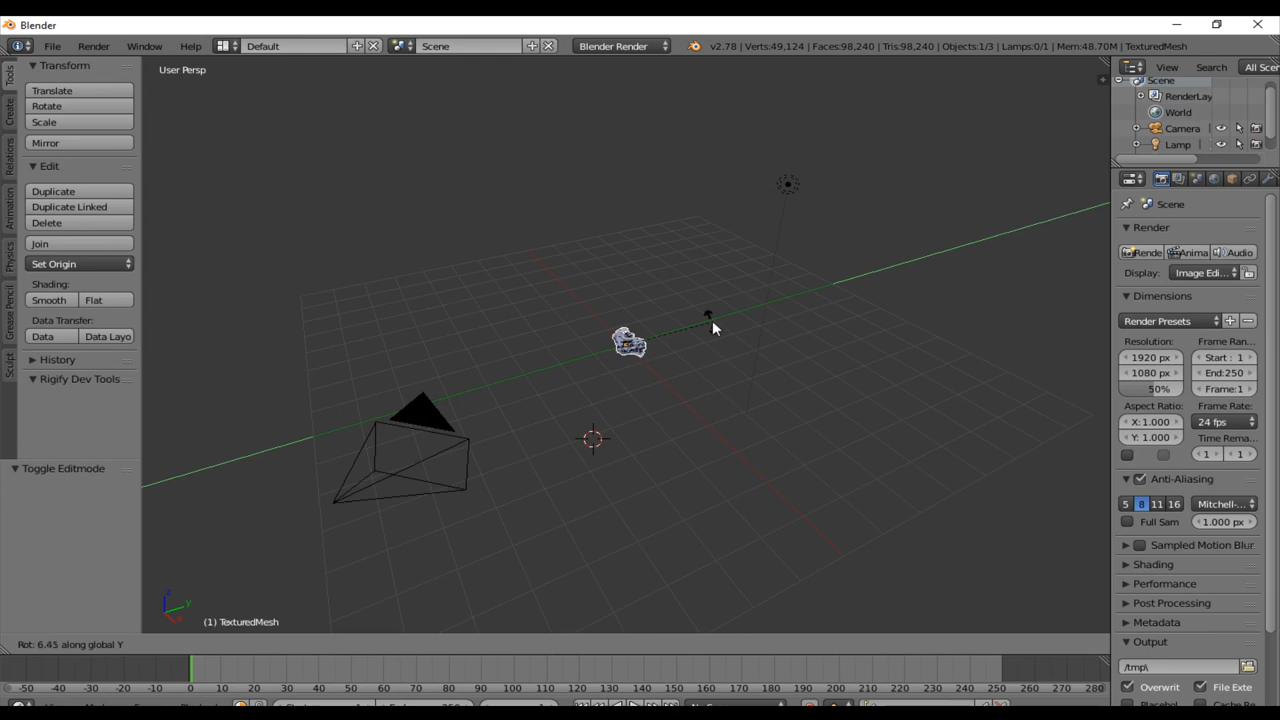 Blender
File Render Window Help Default Scene Blender Render v2.78 | Verts:49,124 | Faces:98,240 | Tris:98,240 | Objects:1/3 | Lamps:0/1 | Mem:48.70M | TexturedMesh
Tools
Create
Relations
Animation
Physics
Grease Pencil
Sculpt
Transform
Translate
Rotate
Scale
Mirror
Edit
Duplicate
Duplicate Linked
Delete
Join
Set Origin
Shading:
Smooth Flat
Data Transfer:
Data Data Layo
History
Rigify Dev Tools
Toggle Editmode
User Persp
z
y
x
(1) TexturedMesh
Rot: 6.45 along global Y
-50 -40 -30 -20 -10 0 10 20 30 40 50 60 70 80 90 100 110 120 130 140 150 160 170 180 190 200 210 220 230 240 250 260 270 280
View Search All Scen
Scene
RenderLay
World
Camera
Lamp
Scene
Render
Rende Anima Audio
Display: Image Edi...
Dimensions
Render Presets
Resolution: Frame Ran...
1920 px Start : 1
1080 px End:250
50% Frame:1
Aspect Ratio: Frame Rate:
X: 1.000 24 fps
Y: 1.000 Time Rema...
1 1
Anti-Aliasing
5 8 11 16 Mitchell-...
Full Sam 1.000 px
Sampled Motion Blur
Shading
Performance
Post Processing
Metadata
Output
/tmp\
Overwrit File Exte